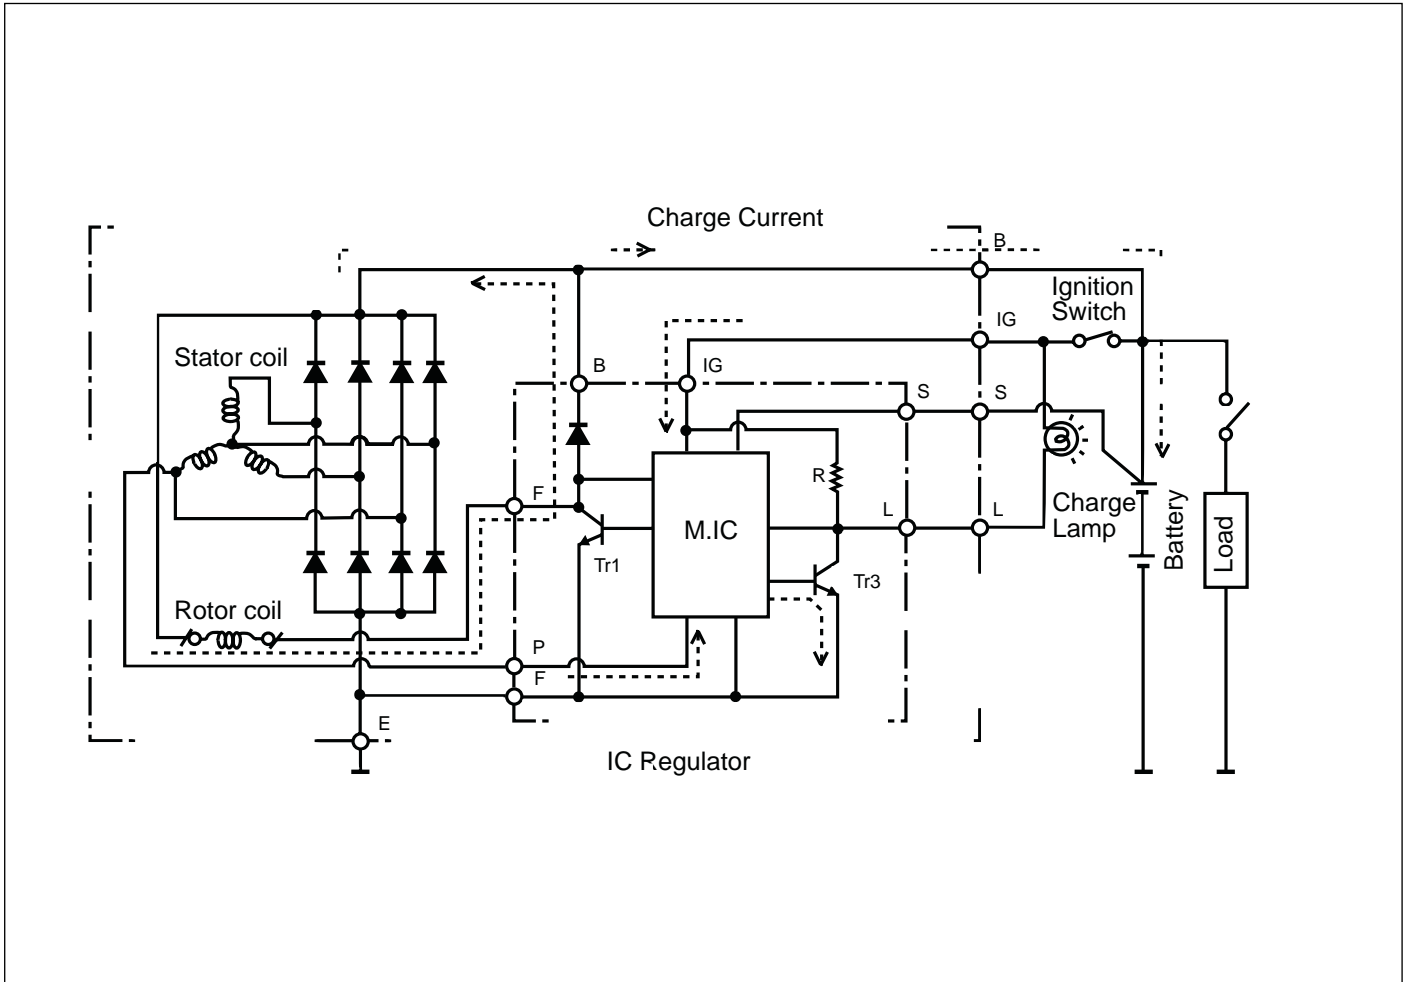 Charge Current
B
Ignition
Switch
IG
Stator coil
B
IG
S
S
F
R
L
L
M.IC
Charge
Lamp
Battery
Load
Tr1
Tr3
Rotor coil
P
F
E
IC Regulator